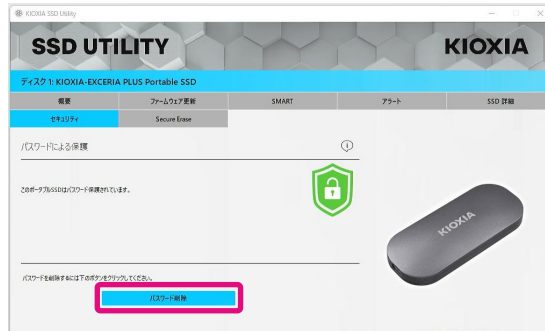 KIOXIA SSD Utility
SSD UTILITY
KIOXIA
ディスク 1: KIOXIA-EXCERIA PLUS Portable SSD
概要 ファームウェア更新 SMART アラート SSD 詳細
セキュリティ Secure Erase
パスワードによる保護
このポータブルSSDはパスワード保護されています。
KIOXIA
パスワードを削除するには下のボタンをクリックしてください。
パスワード削除